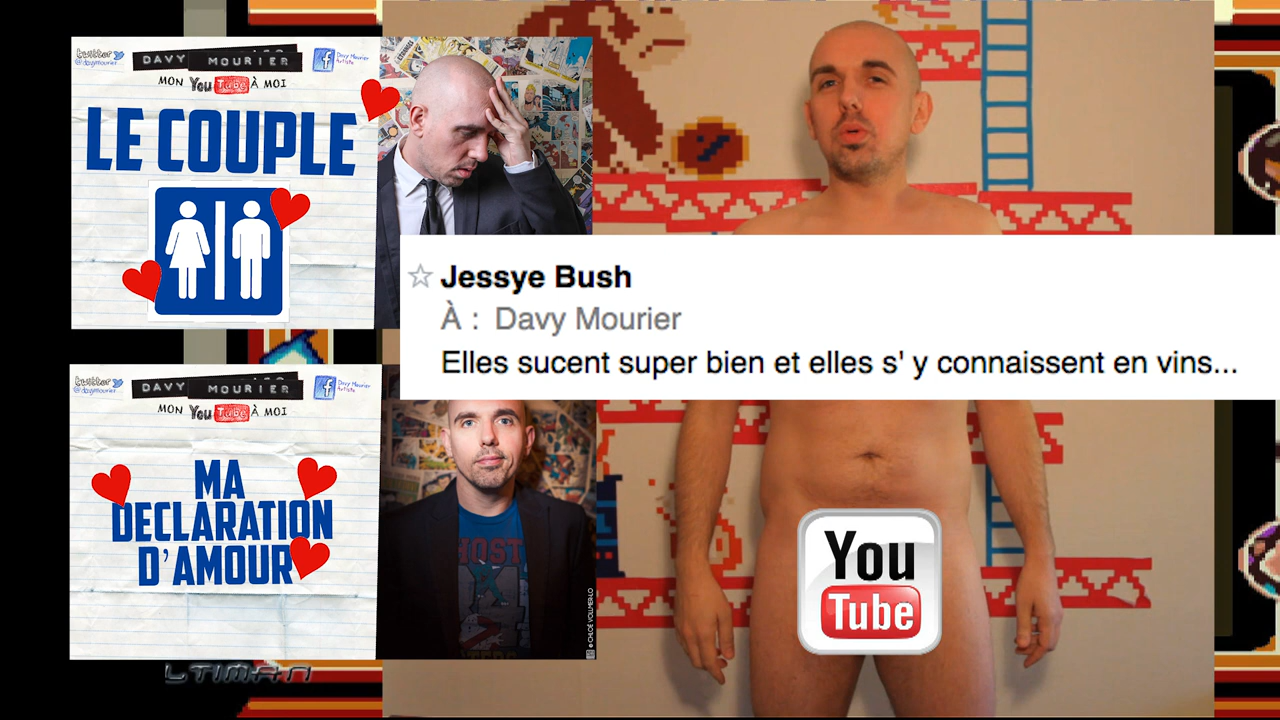 twitter
@davymourier
DAVY MOURIER
Davy Mourier
Artiste
MON YouTube À MOI
LE COUPLE
Jessye Bush
À : Davy Mourier
Elles sucent super bien et elles s' y connaissent en vins...
twitter
@davymourier
DAVY MOURIER
Davy Mourier
Artiste
MON YouTube À MOI
MA
DECLARATION
D'AMOUR
HOST
You
Tube